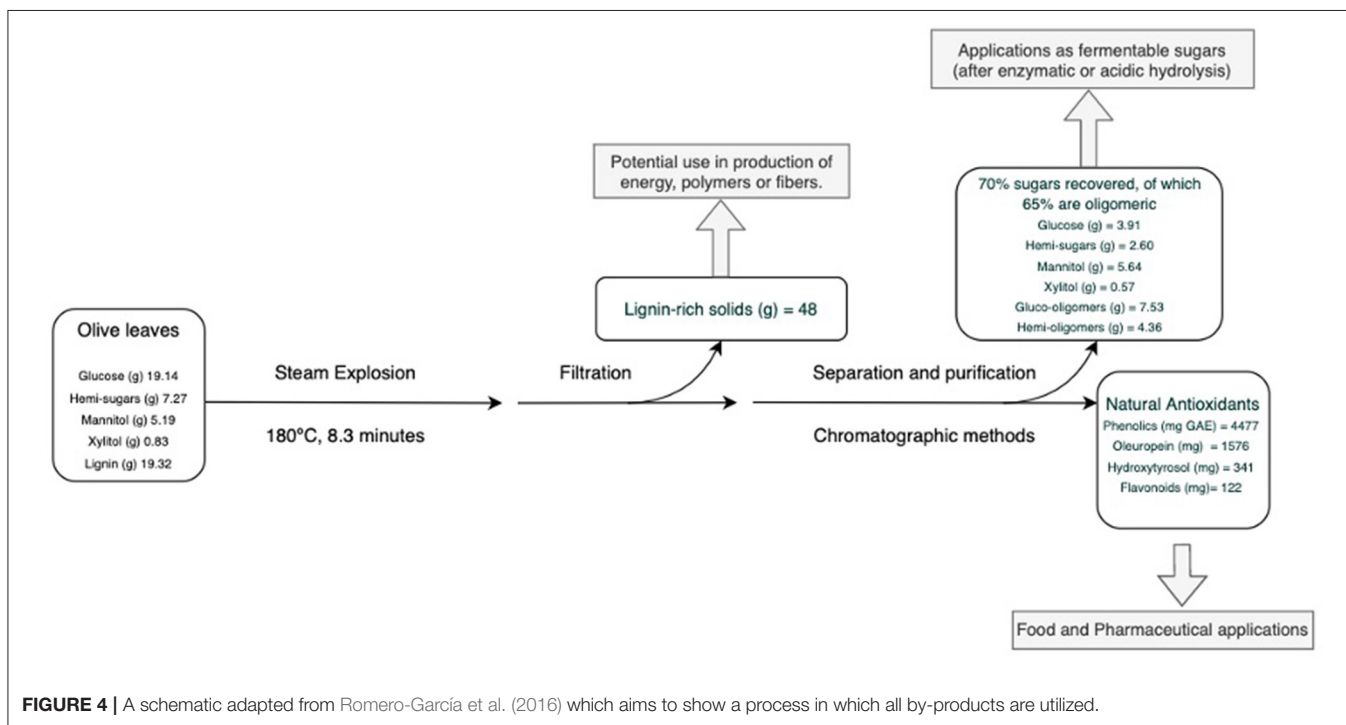 Applications as fermentable sugars
(after enzymatic or acidic hydrolysis)
Potential use in production of
energy, polymers or fibers.
70% sugars recovered, of which
65% are oligomeric
Glucose (g) = 3.91
Hemi-sugars (g) = 2.60
Mannitol (g) = 5.64
Xylitol (g) = 0.57
Gluco-oligomers (g) = 7.53
Hemi-oligomers (g) = 4.36
Lignin-rich solids (g) = 48
Olive leaves
Glucose (g) 19.14
Hemi-sugars (g) 7.27
Mannitol (g) 5.19
Xylitol (g) 0.83
Lignin (g) 19.32
Steam Explosion
180ºC, 8.3 minutes
Filtration
Separation and purification
Chromatographic methods
Natural Antioxidants
Phenolics (mg GAE) = 4477
Oleuropein (mg) = 1576
Hydroxytyrosol (mg) = 341
Flavonoids (mg)= 122
Food and Pharmaceutical applications
FIGURE 4 | A schematic adapted from Romero-García et al. (2016) which aims to show a process in which all by-products are utilized.